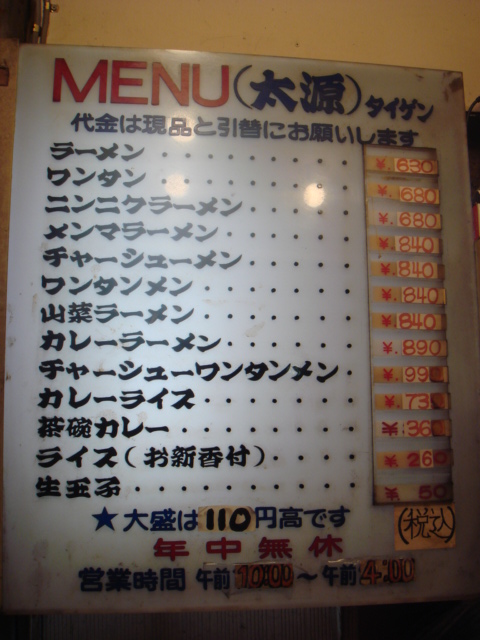 MENU(太源)タイゲン
代金は現品と引替にお願いします
ラーメン ¥630
ワンタン ¥680
ニンニクラーメン ¥680
メンマラーメン ¥840
チャーシューメン ¥840
ワンタンメン ¥840
山菜ラーメン ¥840
カレーラーメン ¥890
チャーシューワンタンメン ¥990
カレーライス ¥730
茶碗カレー ¥360
ライス(お新香付) ¥260
生玉子 ¥50
★大盛は110円高です (税込)
年中無休
営業時間 午前10:00〜午前4:00